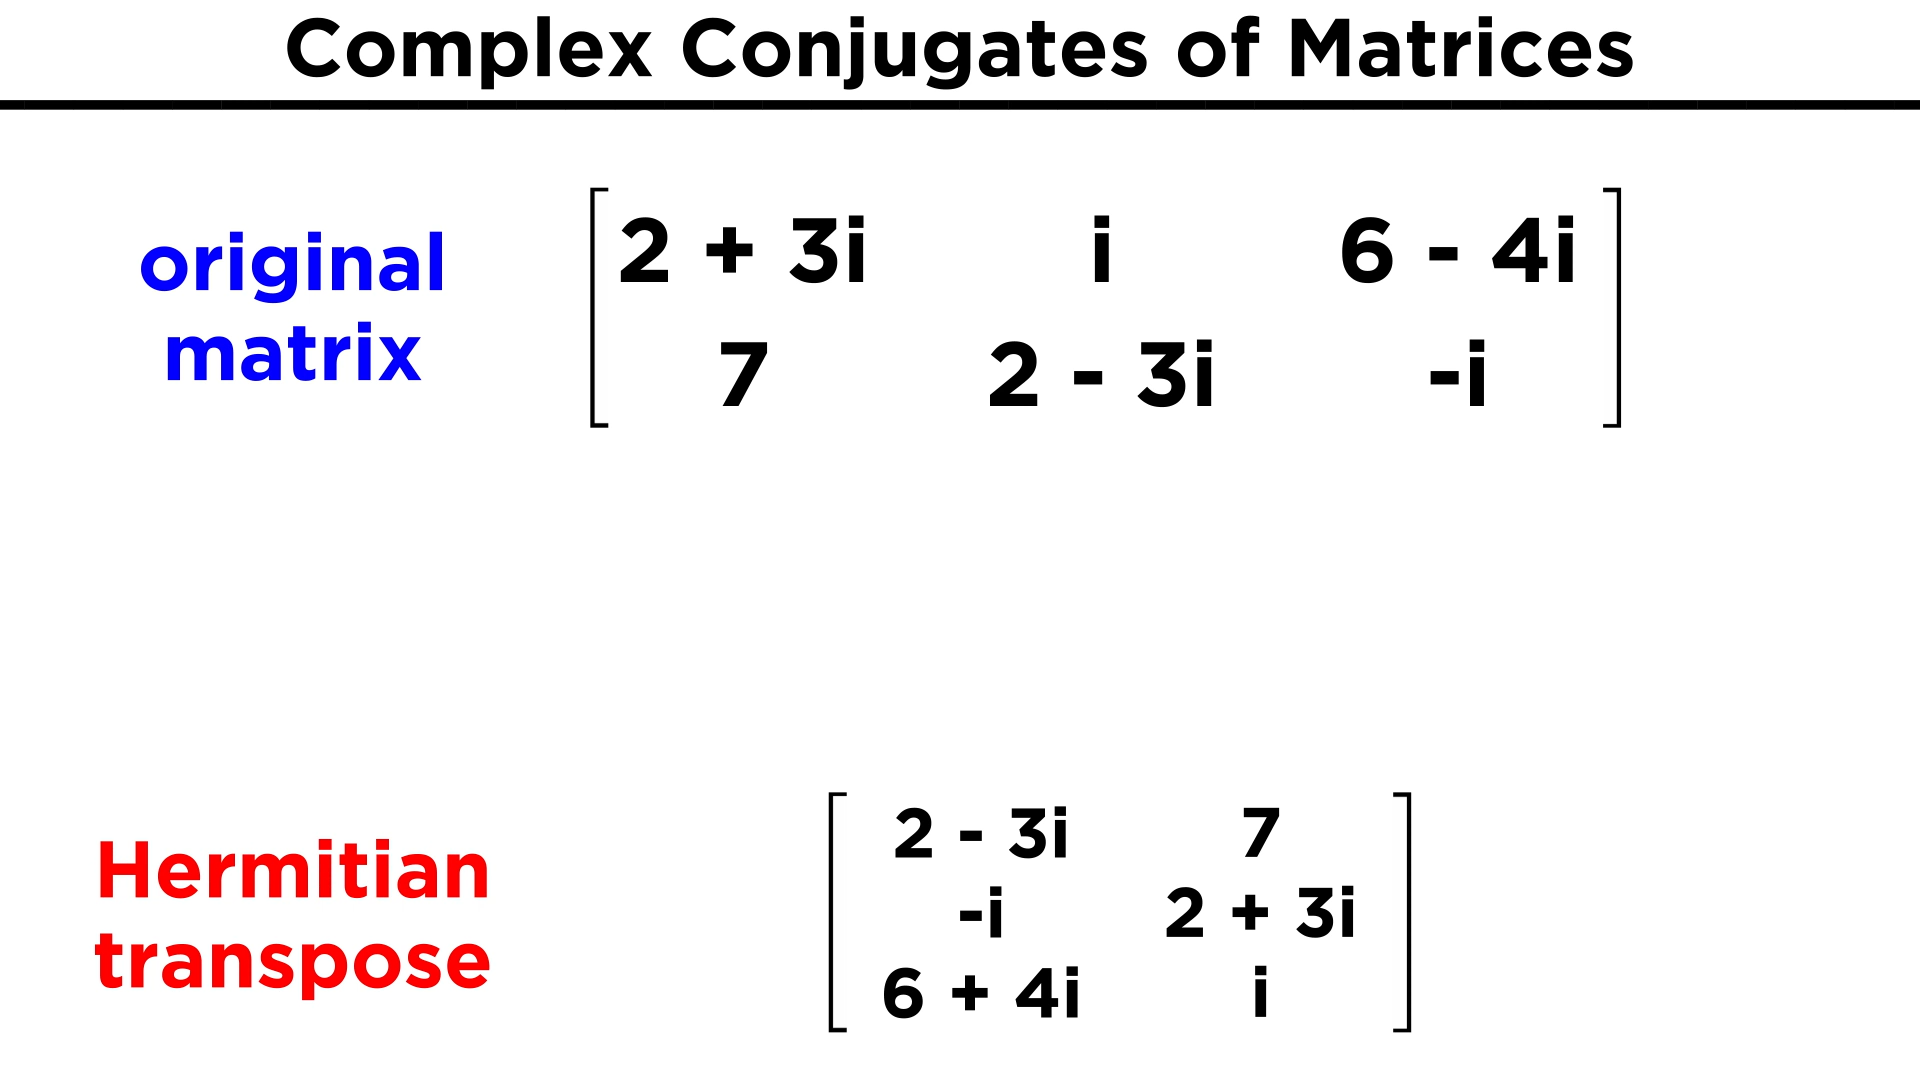 Complex Conjugates of Matrices
original
matrix
2 + 3i i 6 - 4i
7 2 - 3i -i
Hermitian
transpose
2 - 3i 7
-i 2 + 3i
6 + 4i i